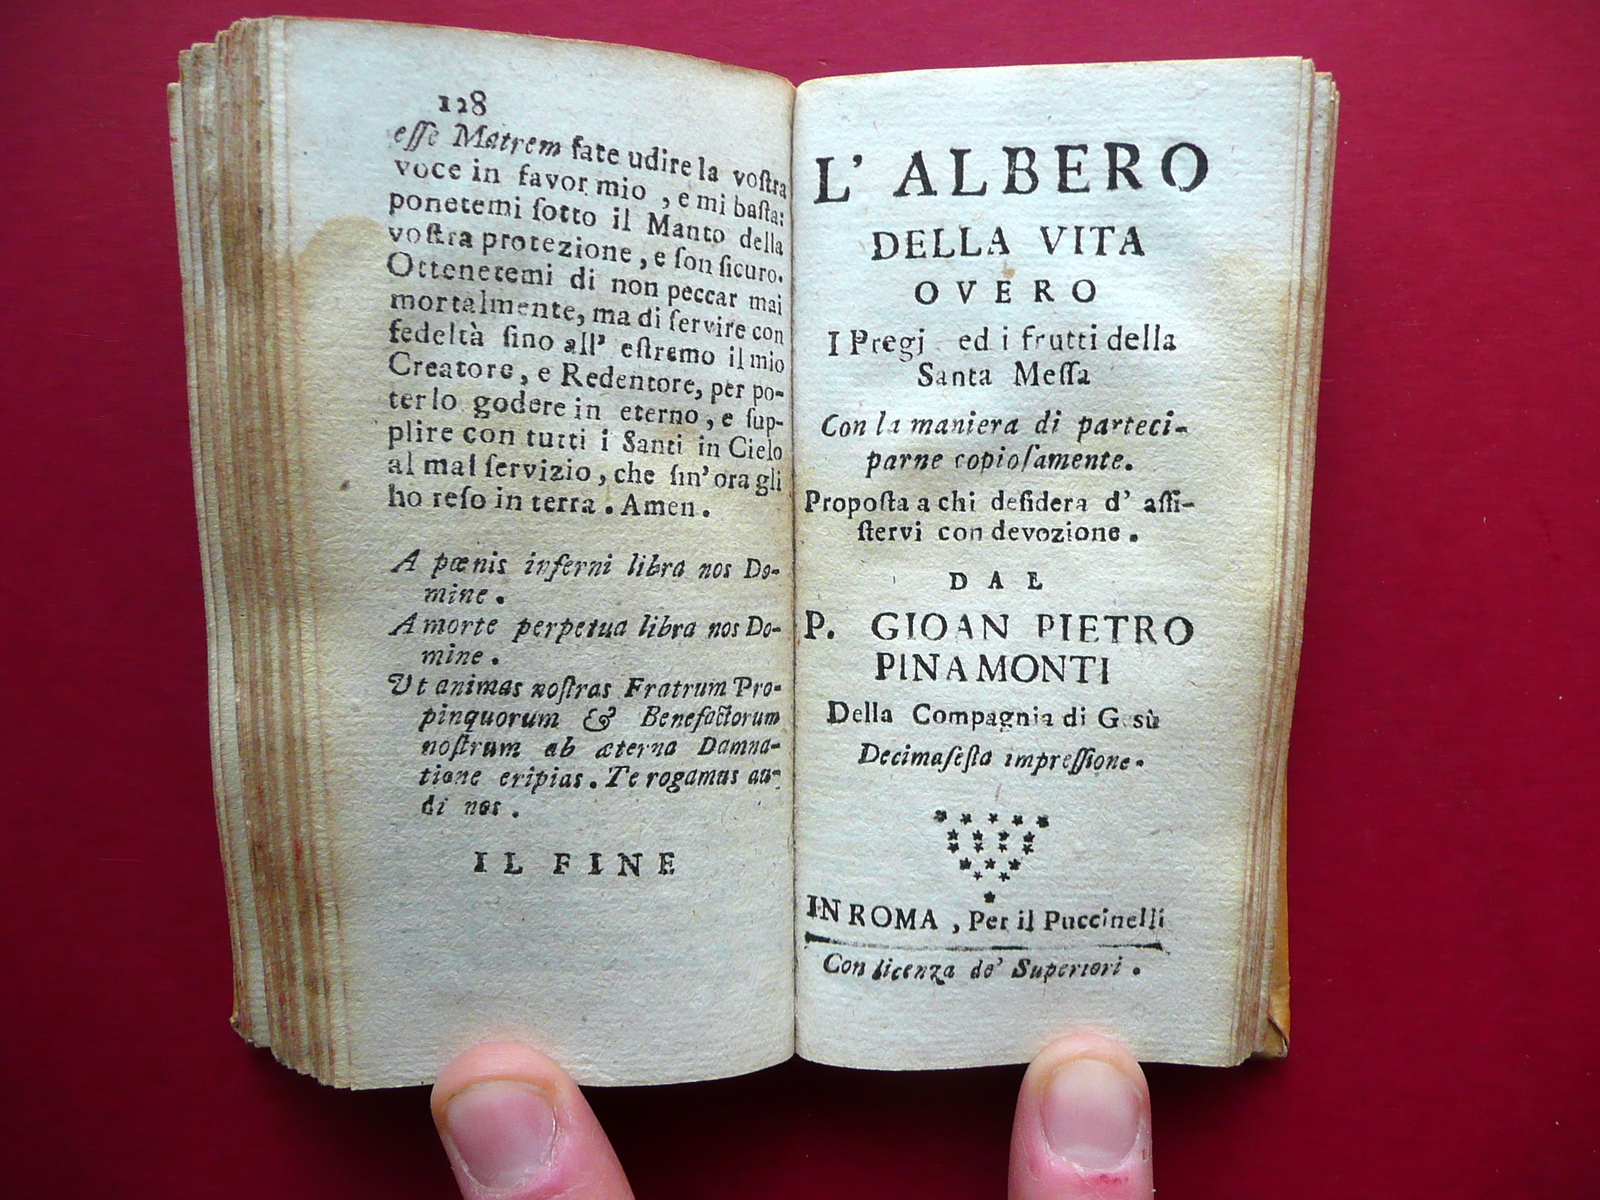 128
esse Matrem fate udire la vostra
voce in favor mio , e mi basta:
ponetemi sotto il Manto della
vostra protezione , e son sicuro.
Ottenetemi di non peccar mai
mortalmente, ma di servire con
fedeltà sino all' estremo il mio
Creatore, e Redentore, per po-
terlo godere in eterno , e sup-
plire con tutti i Santi in Cielo
al mal servizio , che sin' ora gli
ho reso in terra . Amen .
A pœnis inferni libra nos Do-
mine .
A morte perpetua libra nos Do-
mine .
Ut animas nostras Fratrum Pro-
pinquorum & Benefactorum
nostrum ab æterna Damna-
tione eripias . Te rogamus au-
di nos .
IL FINE
L' ALBERO
DELLA VITA
OVERO
I Pregj ed i frutti della
Santa Messa
Con la maniera di parteci-
parne copiosamente.
Proposta a chi desidera d' assi-
stervi con devozione .
DAL
P. GIOAN PIETRO
PINAMONTI
Della Compagnia di Gesù
Decimasesta impressione.
IN ROMA , Per il Puccinelli
Con licenza de' Superiori .